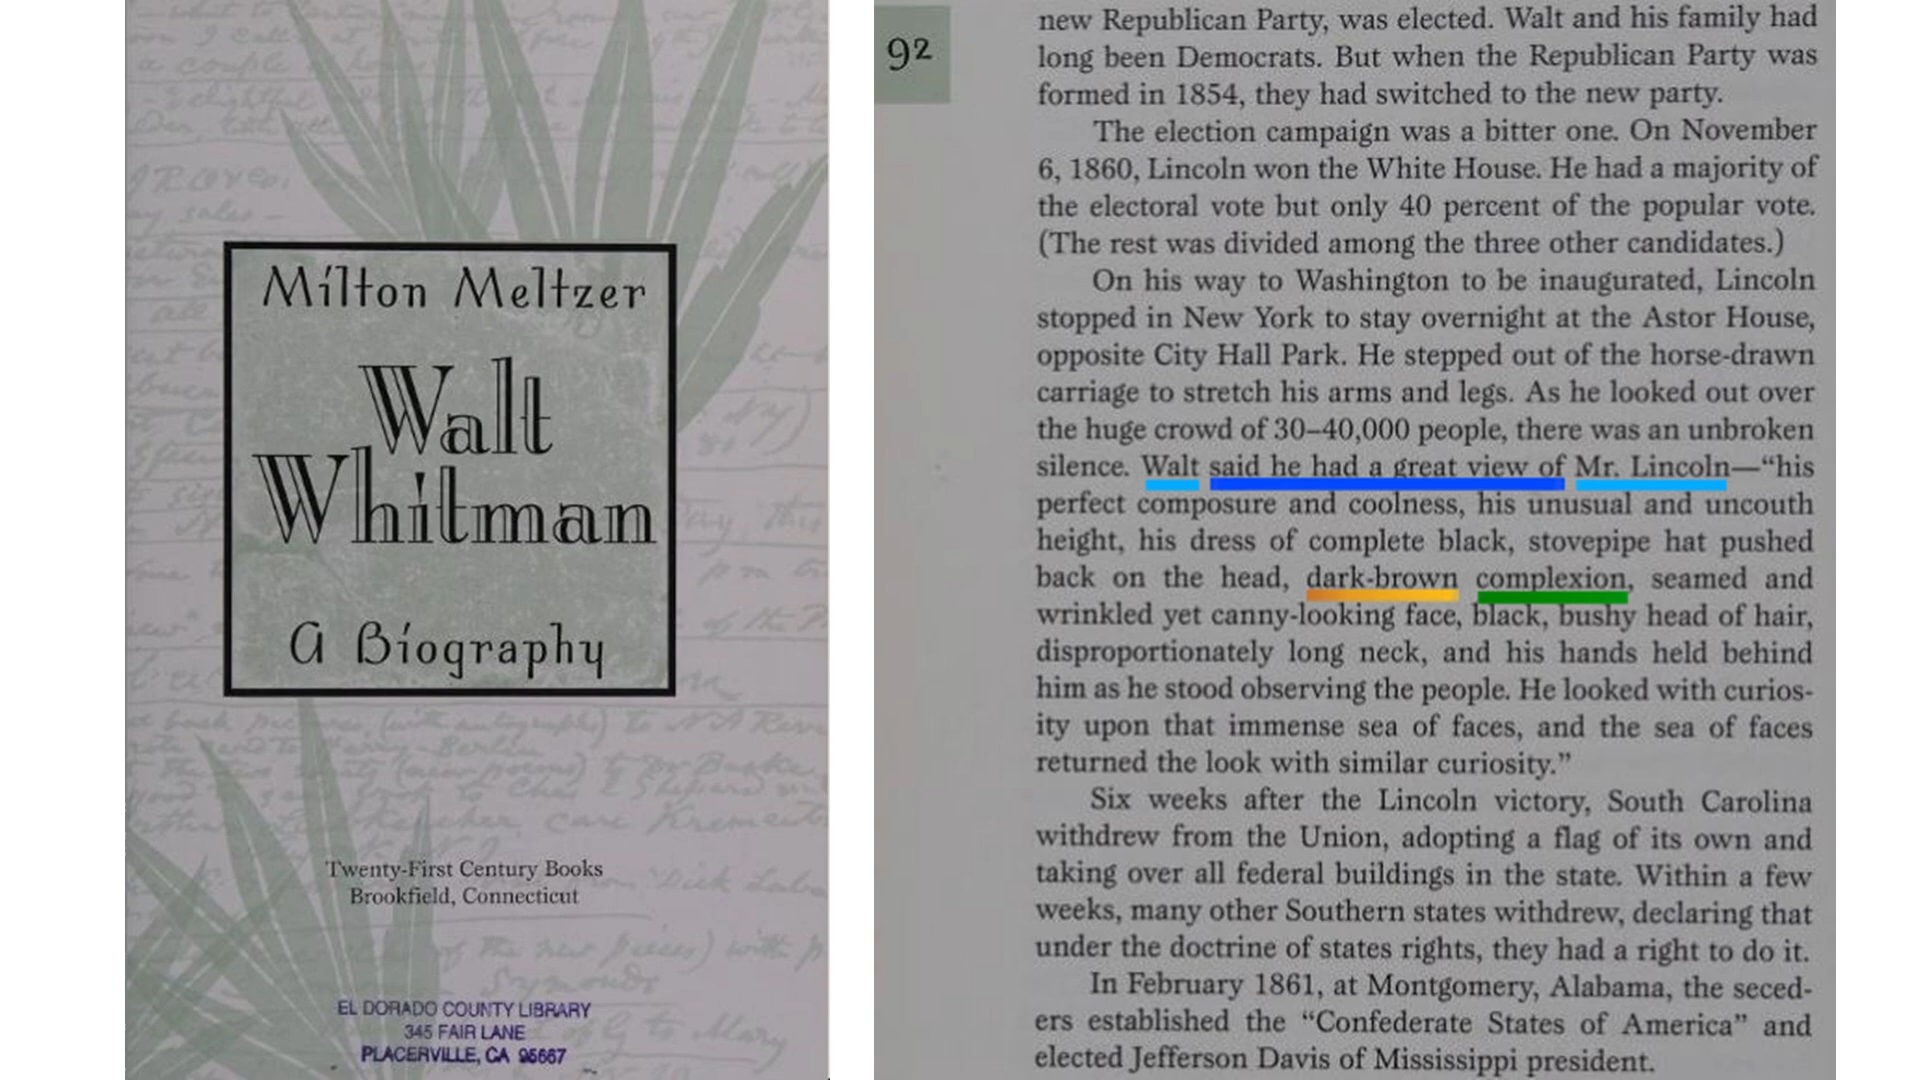 Milton Meltzer
Walt
Whitman
A Biography
Twenty-First Century Books
Brookfield, Connecticut
EL DORADO COUNTY LIBRARY
345 FAIR LANE
PLACERVILLE, CA 95667
92
new Republican Party, was elected. Walt and his family had
long been Democrats. But when the Republican Party was
formed in 1854, they had switched to the new party.
The election campaign was a bitter one. On November
6, 1860, Lincoln won the White House. He had a majority of
the electoral vote but only 40 percent of the popular vote.
(The rest was divided among the three other candidates.)
On his way to Washington to be inaugurated, Lincoln
stopped in New York to stay overnight at the Astor House,
opposite City Hall Park. He stepped out of the horse-drawn
carriage to stretch his arms and legs. As he looked out over
the huge crowd of 30–40,000 people, there was an unbroken
silence. Walt said he had a great view of Mr. Lincoln—“his
perfect composure and coolness, his unusual and uncouth
height, his dress of complete black, stovepipe hat pushed
back on the head, dark-brown complexion, seamed and
wrinkled yet canny-looking face, black, bushy head of hair,
disproportionately long neck, and his hands held behind
him as he stood observing the people. He looked with curios-
ity upon that immense sea of faces, and the sea of faces
returned the look with similar curiosity.”
Six weeks after the Lincoln victory, South Carolina
withdrew from the Union, adopting a flag of its own and
taking over all federal buildings in the state. Within a few
weeks, many other Southern states withdrew, declaring that
under the doctrine of states rights, they had a right to do it.
In February 1861, at Montgomery, Alabama, the seced-
ers established the “Confederate States of America” and
elected Jefferson Davis of Mississippi president.